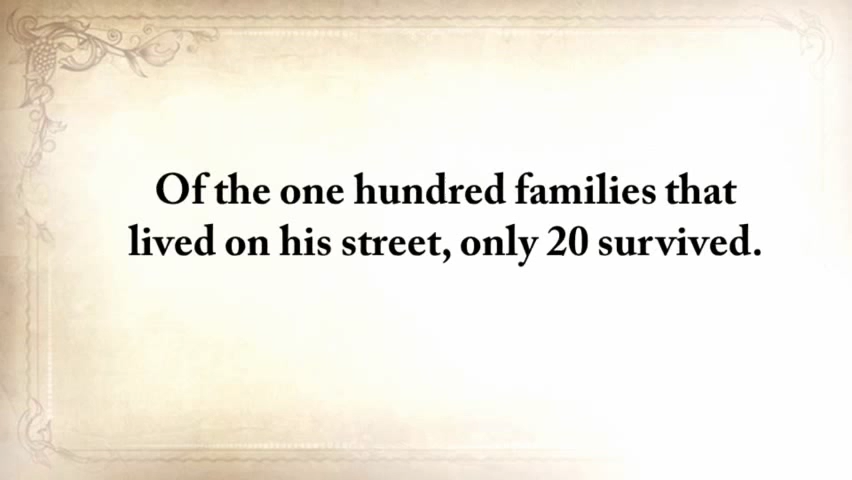 Of the one hundred families that
lived on his street, only 20 survived.